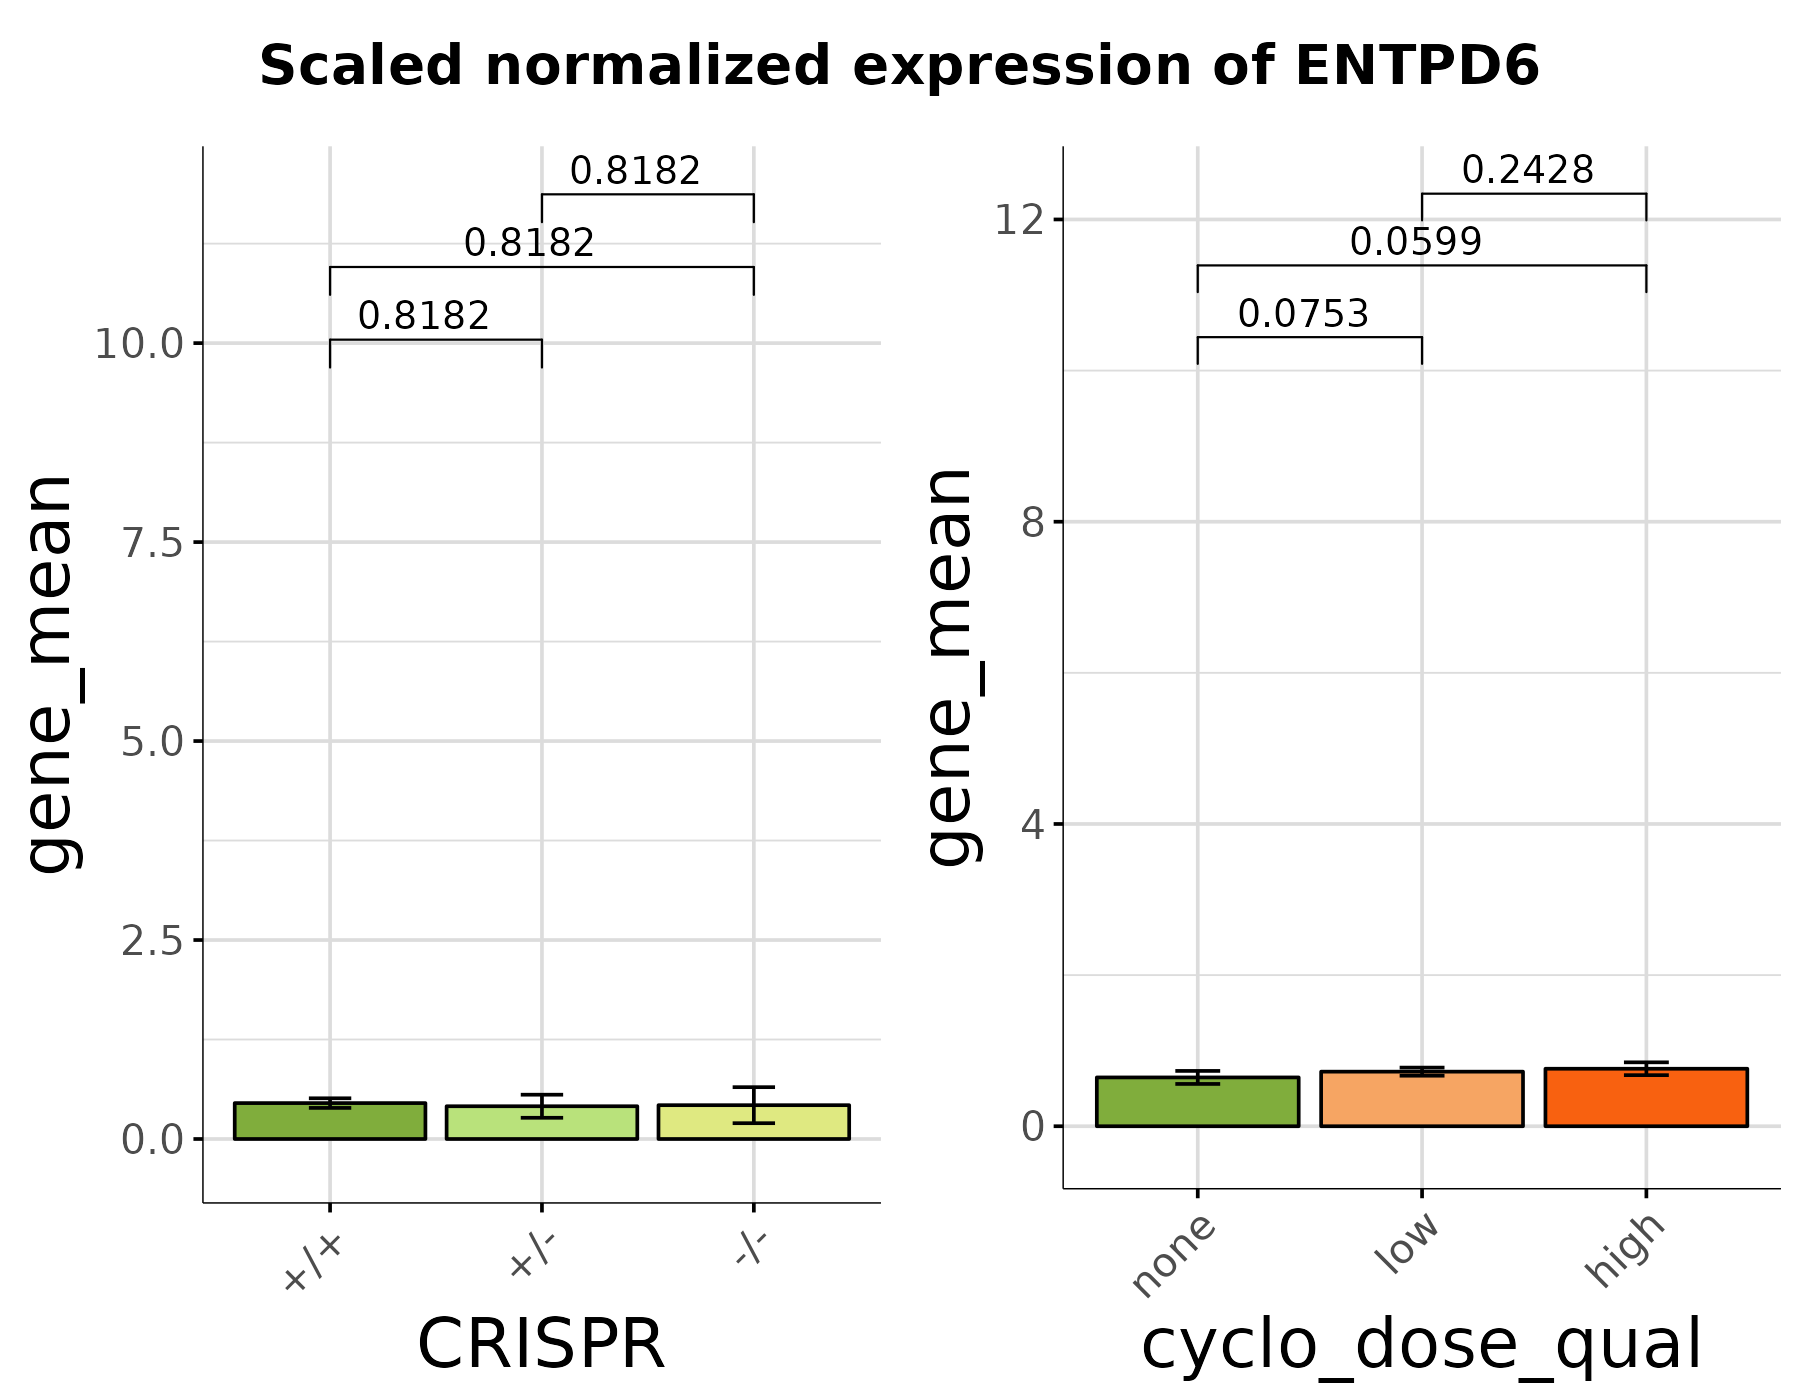 Scaled normalized expression of ENTPD6
gene_mean
10.0
7.5
5.0
2.5
0.0
0.8182
0.8182
0.8182
+/+
+/-
-/-
CRISPR
gene_mean
12
8
4
0
0.2428
0.0599
0.0753
none
low
high
cyclo_dose_qual